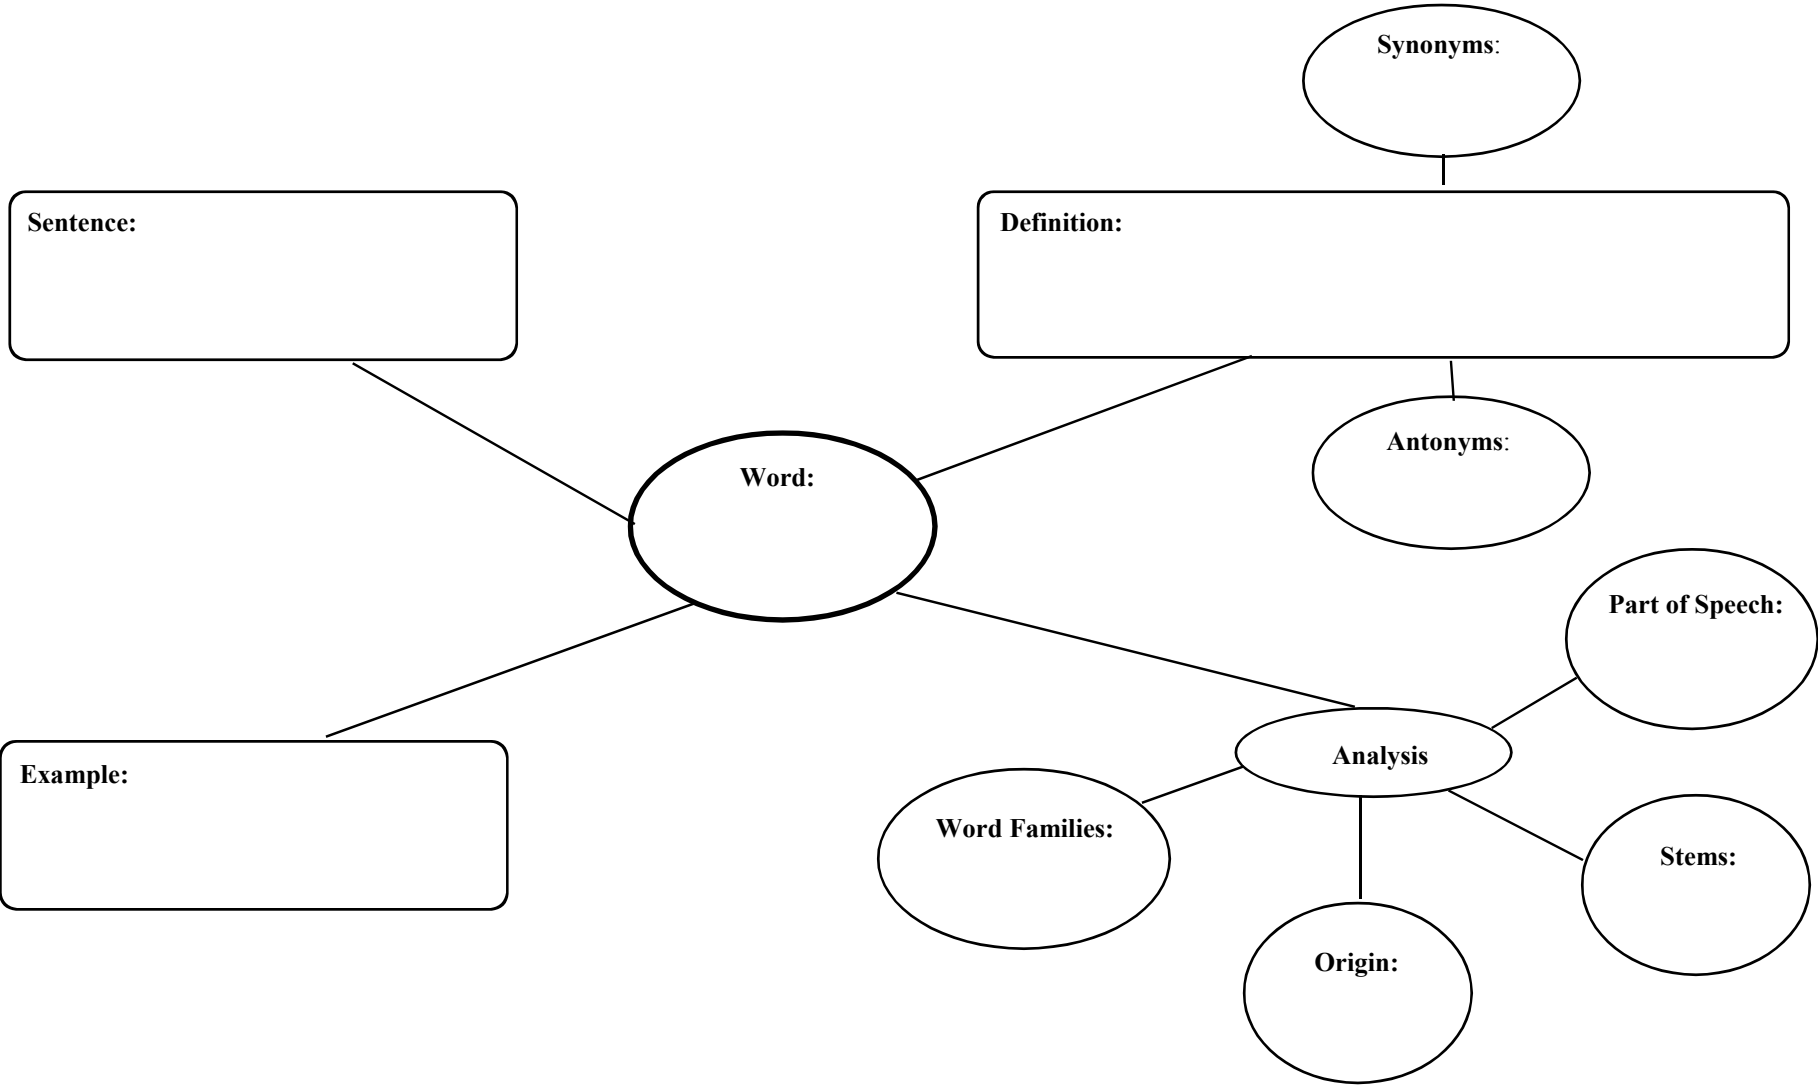 Synonyms:
Sentence:
Definition:
Antonyms:
Word:
Part of Speech:
Analysis
Example:
Word Families:
Stems:
Origin: